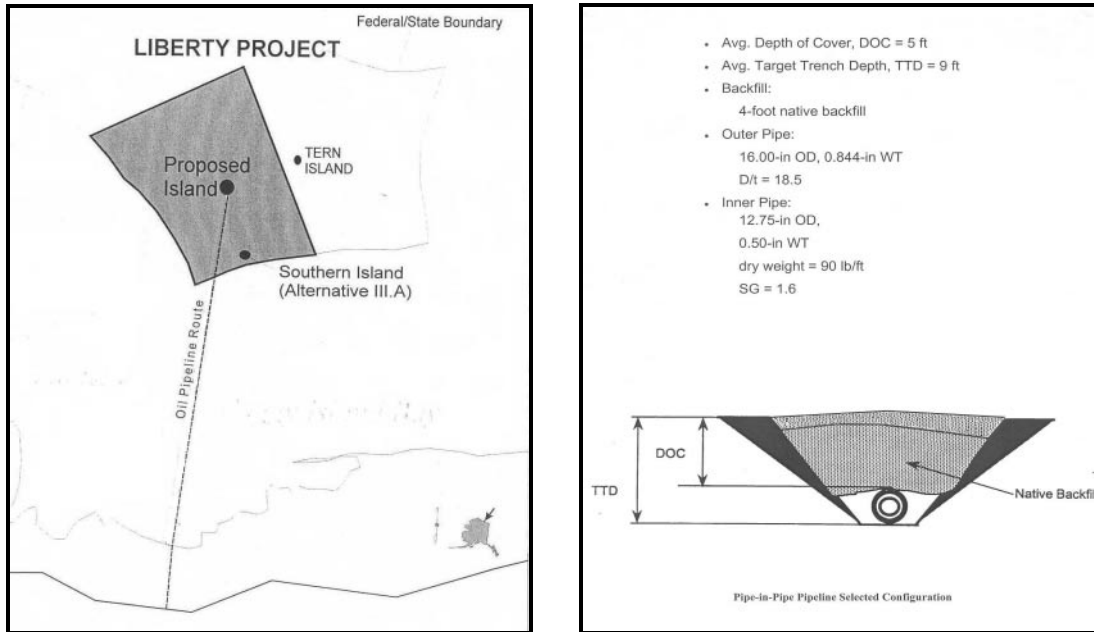 Federal/State Boundary
LIBERTY PROJECT
TERN
ISLAND
Proposed
Island
Southern Island
(Alternative III.A)
Oil Pipeline Route
• Avg. Depth of Cover, DOC = 5 ft
• Avg. Target Trench Depth, TTD = 9 ft
• Backfill:
4-foot native backfill
• Outer Pipe:
16.00-in OD, 0.844-in WT
D/t = 18.5
• Inner Pipe:
12.75-in OD,
0.50-in WT
dry weight = 90 lb/ft
SG = 1.6
DOC
TTD
Native Backfil
Pipe-in-Pipe Pipeline Selected Configuration